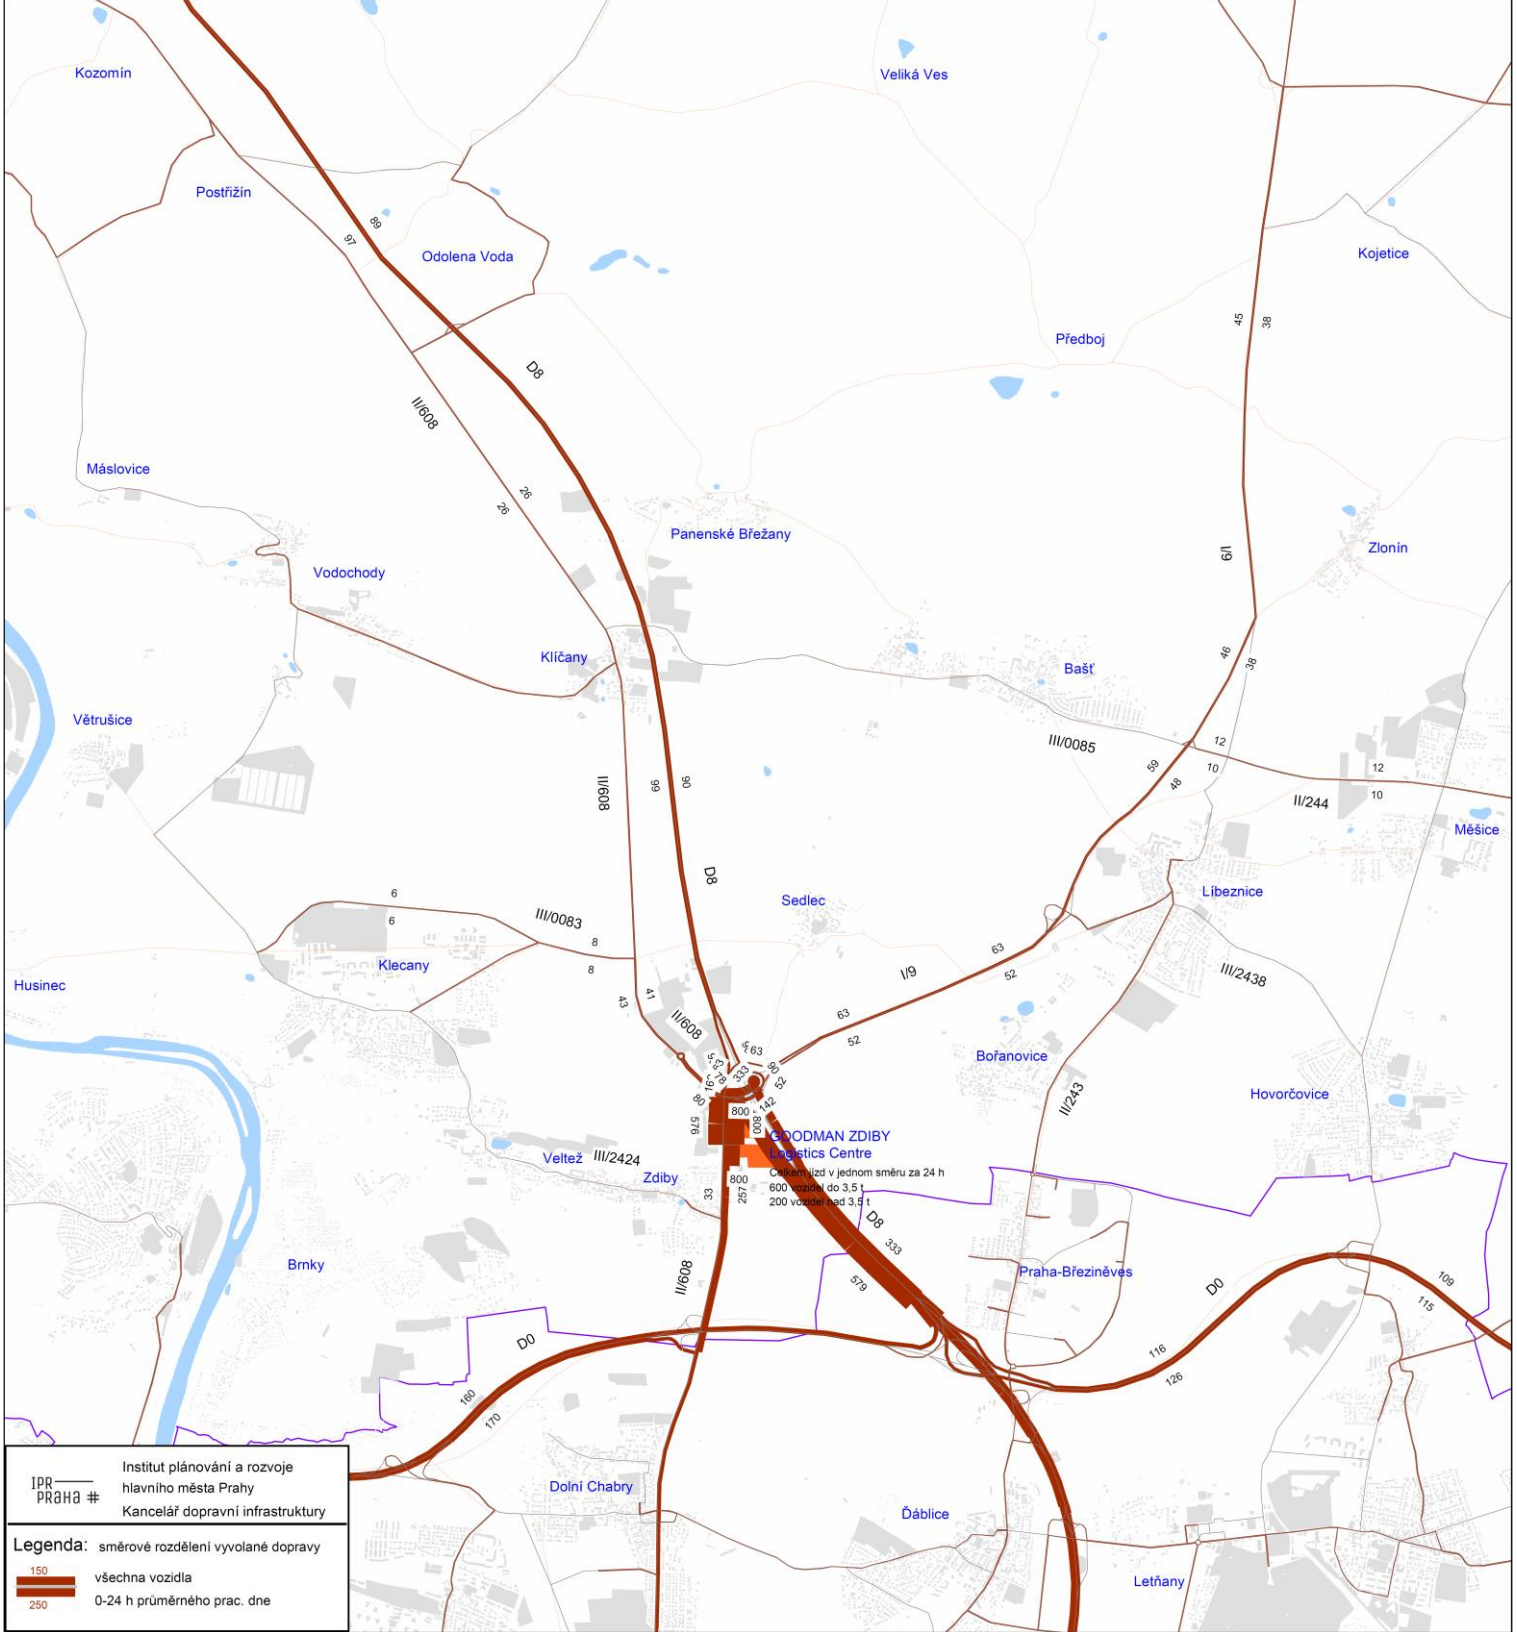 Kozomín
Veliká Ves
Postřižín
89
97
Odolena Voda
Kojetice
45
38
Předboj
D8
II/608
Máslovice
26
26
Panenské Břežany
I/9
Zlonín
Vodochody
Klíčany
46
38
Bašť
Větrušice
III/0085
12
10
12
10
59
48
II/608
99
90
II/244
Měšice
D8
Líbeznice
Sedlec
6
6
III/0083
8
8
Klecany
63
52
I/9
III/2438
Husinec
43
41
II/608
63
52
Bořanovice
63
90
52
333
78
80
II/243
Hovorčovice
800
142
800
576
GOODMAN ZDIBY
Logistics Centre
Veltěž
III/2424
Zdiby
800
Celkem jízd v jednom směru za 24 h
600 vozidel do 3,5 t
200 vozidel nad 3,5 t
33
257
D8
333
Brnky
II/608
579
Praha-Březiněves
D0
109
115
D0
116
126
160
170
Institut plánování a rozvoje
IPR
PRAHA #
hlavního města Prahy
Kancelář dopravní infrastruktury
Dolní Chabry
Ďáblice
Legenda: směrové rozdělení vyvolané dopravy
150
všechna vozidla
250
0-24 h průměrného prac. dne
Letňany